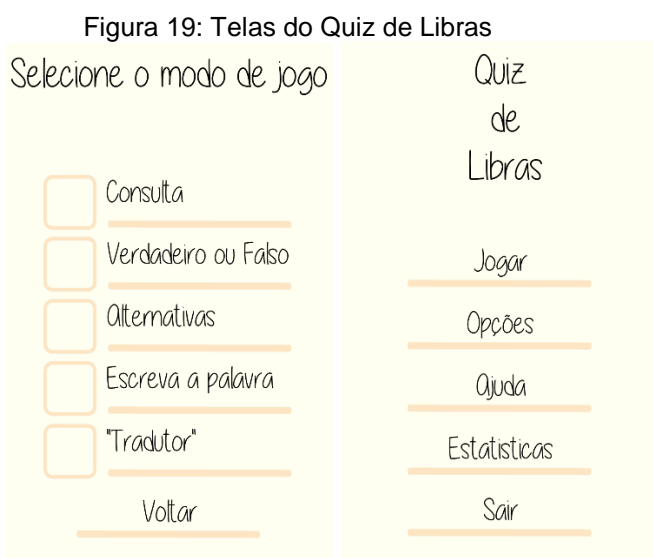 Figura 19: Telas do Quiz de Libras
Selecione o modo de jogo
Consulta
Verdadeiro ou Falso
Alternativas
Escreva a palavra
"Tradutor"
Voltar
Quiz
de
Libras
Jogar
Opções
Ajuda
Estatisticas
Sair